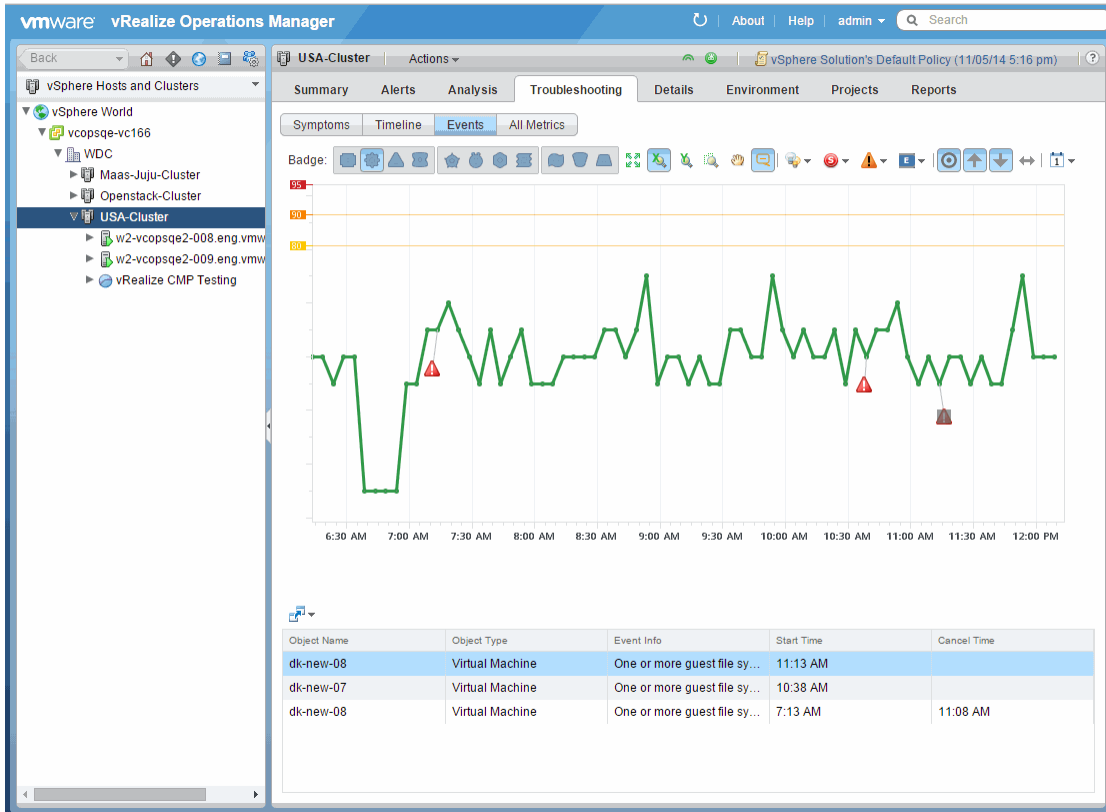 vmware vRealize Operations Manager
About Help admin Search
Back
USA-Cluster Actions vSphere Solution's Default Policy (11/05/14 5:16 pm) ?
vSphere Hosts and Clusters
Summary Alerts Analysis Troubleshooting Details Environment Projects Reports
vSphere World
vcopsqe-vc166
WDC
Maas-Juju-Cluster
Openstack-Cluster
USA-Cluster
w2-vcopsqe2-008.eng.vmw
w2-vcopsqe2-009.eng.vmw
vRealize CMP Testing
Symptoms Timeline Events All Metrics
Badge: S E 1
95
90
80
6:30 AM 7:00 AM 7:30 AM 8:00 AM 8:30 AM 9:00 AM 9:30 AM 10:00 AM 10:30 AM 11:00 AM 11:30 AM 12:00 PM
Object Name Object Type Event Info Start Time Cancel Time
dk-new-08 Virtual Machine One or more guest file sy... 11:13 AM
dk-new-07 Virtual Machine One or more guest file sy... 10:38 AM
dk-new-08 Virtual Machine One or more guest file sy... 7:13 AM 11:08 AM